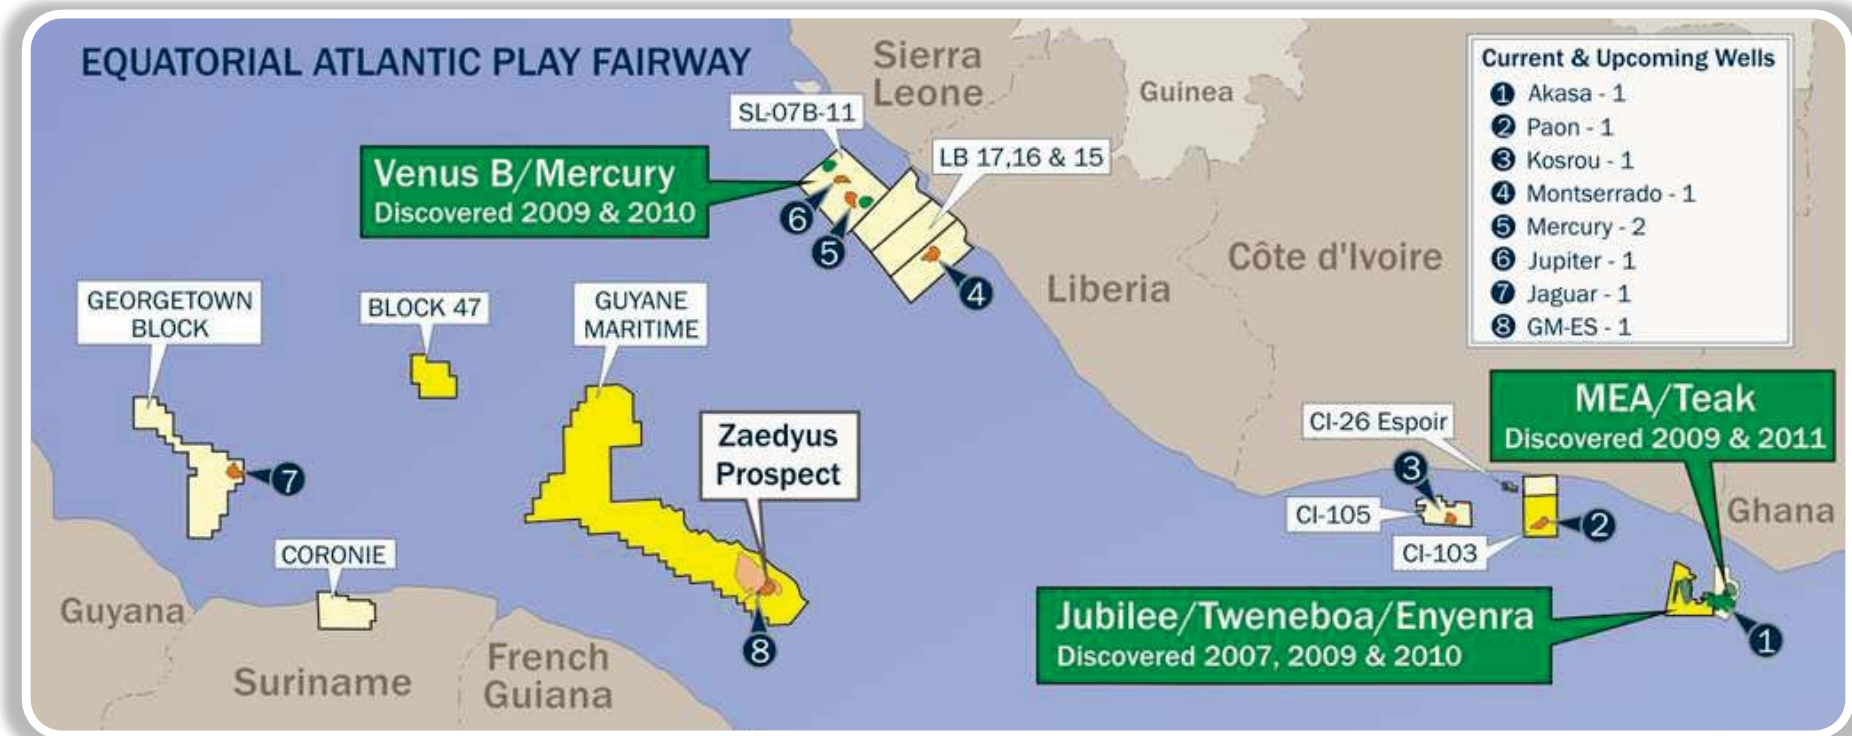 EQUATORIAL ATLANTIC PLAY FAIRWAY
Sierra
Leone
Guinea
SL-07B-11
LB 17,16 & 15
Venus B/Mercury
Discovered 2009 & 2010
6
5
4
Côte d'Ivoire
Liberia
Current & Upcoming Wells
1 Akasa - 1
2 Paon - 1
3 Kosrou - 1
4 Montserrado - 1
5 Mercury - 2
6 Jupiter - 1
7 Jaguar - 1
8 GM-ES - 1
GEORGETOWN
BLOCK
BLOCK 47
GUYANE
MARITIME
Zaedyus
Prospect
7
CORONIE
8
Guyana
Suriname
French
Guiana
MEA/Teak
Discovered 2009 & 2011
CI-26 Espoir
3
CI-105
2
CI-103
Ghana
Jubilee/Tweneboa/Enyenra
Discovered 2007, 2009 & 2010
1